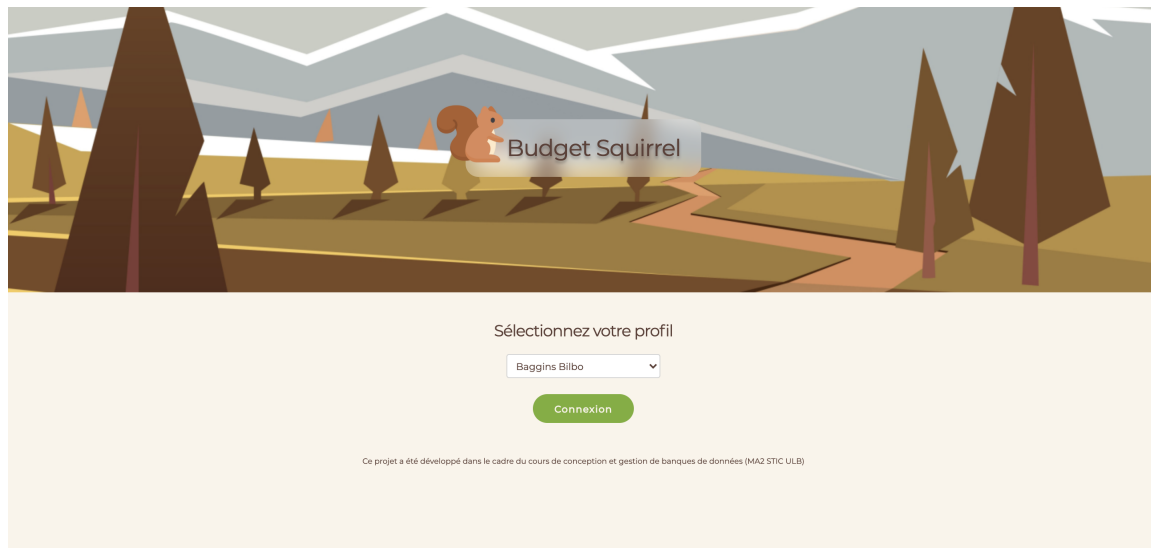 Budget Squirrel
Sélectionnez votre profil
Baggins Bilbo
Connexion
Ce projet a été développé dans le cadre du cours de conception et gestion de banques de données (MA2 STIC ULB)